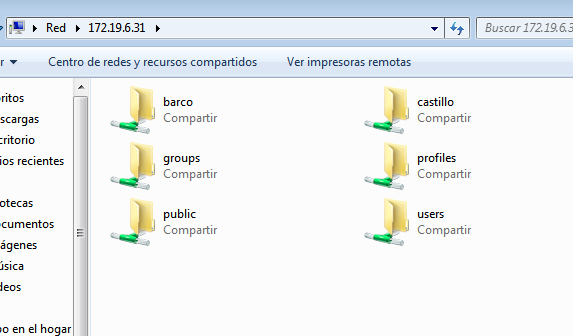 Red ▸ 172.19.6.31 ▸
Buscar 172.19.6.3
r ▾ Centro de redes y recursos compartidos Ver impresoras remotas
oritos
scargas
critorio
ios recientes
otecas
ocumentos
ágenes
úsica
deos
po en el hogar
barco
Compartir
castillo
Compartir
groups
Compartir
profiles
Compartir
public
Compartir
users
Compartir